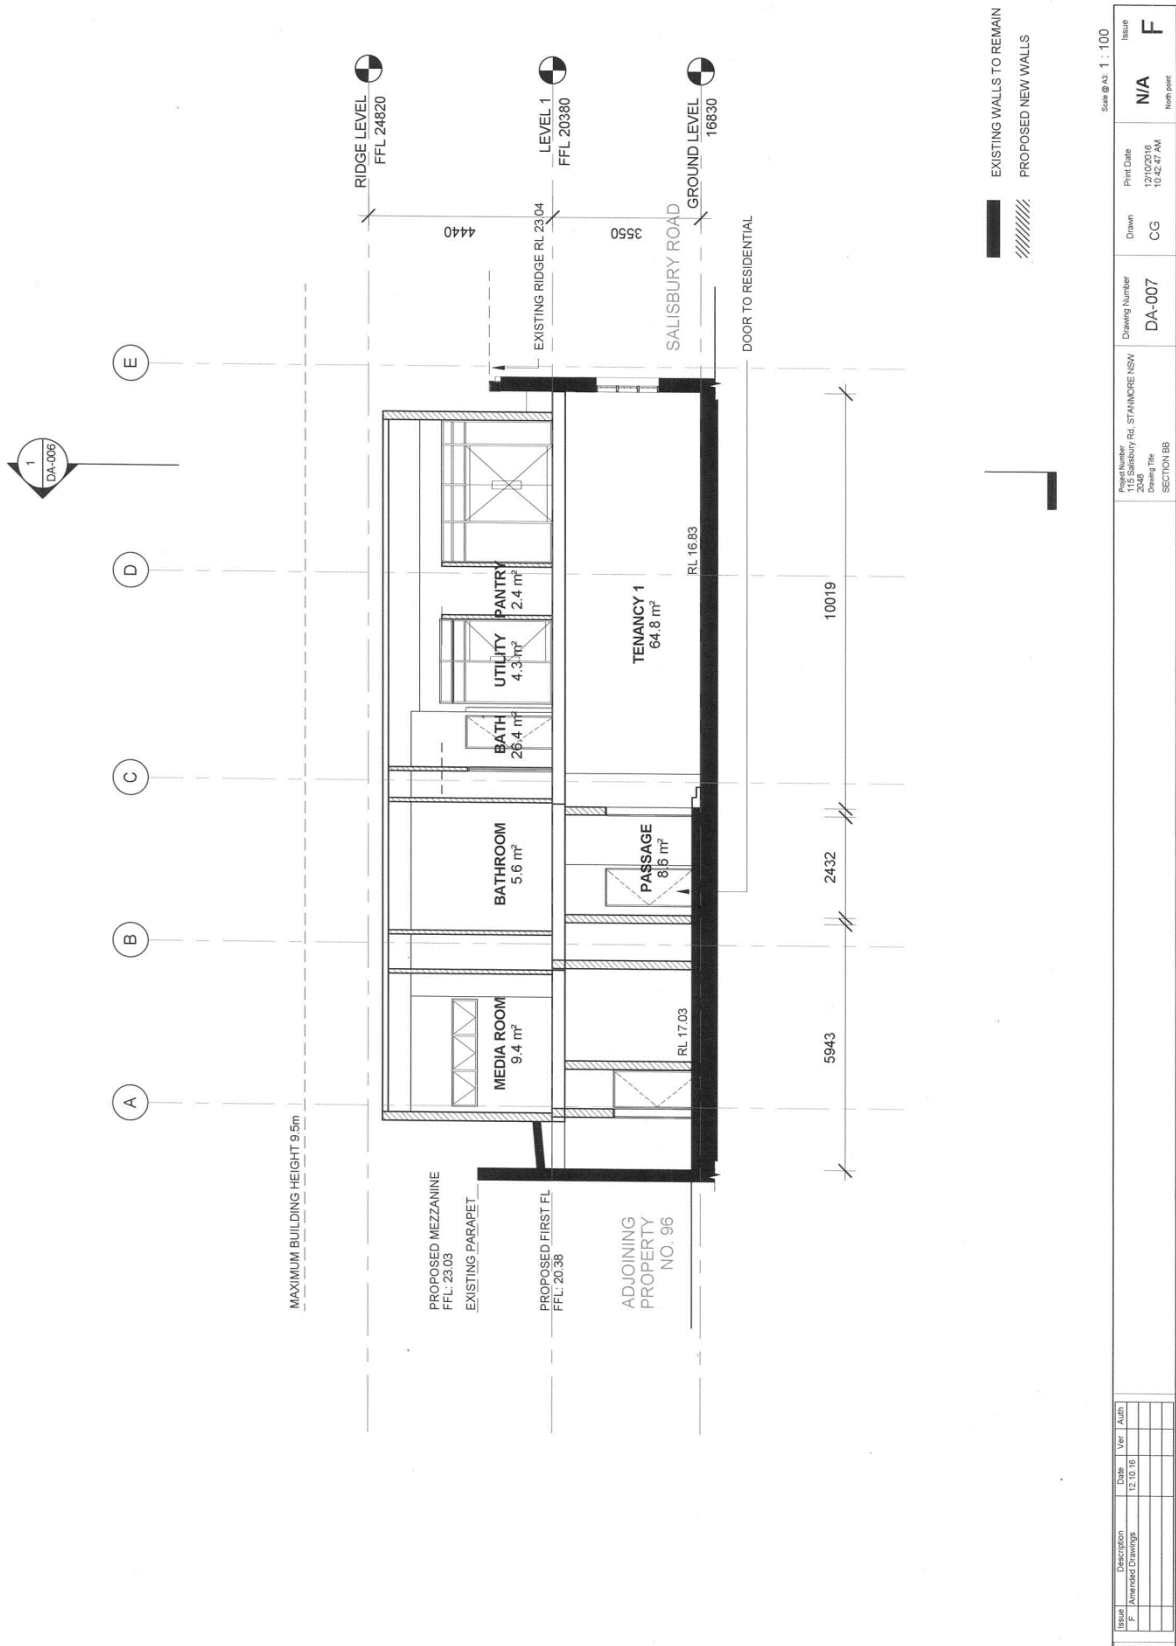 1
DA-006
A
B
C
D
E
MAXIMUM BUILDING HEIGHT 9.5m
RIDGE LEVEL
FFL 24820
LEVEL 1
FFL 20380
GROUND LEVEL
16830
4440
3550
EXISTING RIDGE RL 23.04
SALISBURY ROAD
DOOR TO RESIDENTIAL
PROPOSED MEZZANINE
FFL: 23.03
EXISTING PARAPET
PROPOSED FIRST FL
FFL: 20.38
ADJOINING
PROPERTY
NO. 96
MEDIA ROOM
9.4 m²
BATHROOM
5.6 m²
BATH
26.4 m²
UTILITY
4.3 m²
PANTRY
2.4 m²
PASSAGE
8.6 m²
TENANCY 1
64.8 m²
RL 17.03
RL 16.83
5943
2432
10019
EXISTING WALLS TO REMAIN
PROPOSED NEW WALLS
Scale @ A3: 1 : 100
Issue
Description
Date
Ver
Auth
F
Amended Drawings
12.10.16
Project Number
115 Salisbury Rd, STANMORE NSW
2048
Drawing Title
SECTION BB
Drawing Number
DA-007
Drawn
CG
Print Date
12/10/2016
10:42:47 AM
N/A
North point
Issue
F